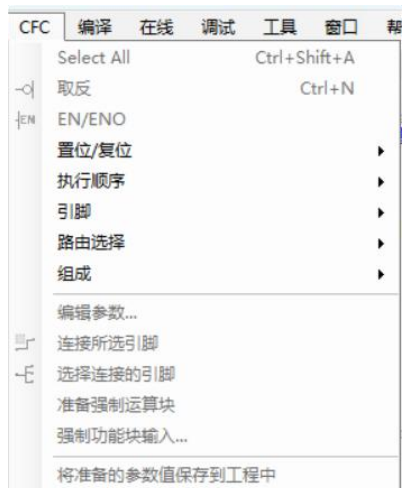 CFC 编译 在线 调试 工具 窗口
Select All Ctrl+Shift+A
取反 Ctrl+N
EN EN/ENO
置位/复位
执行顺序
引脚
路由选择
组成
编辑参数...
连接所选引脚
选择连接的引脚
准备强制运算块
强制功能块输入...
将准备的参数值保存到工程中